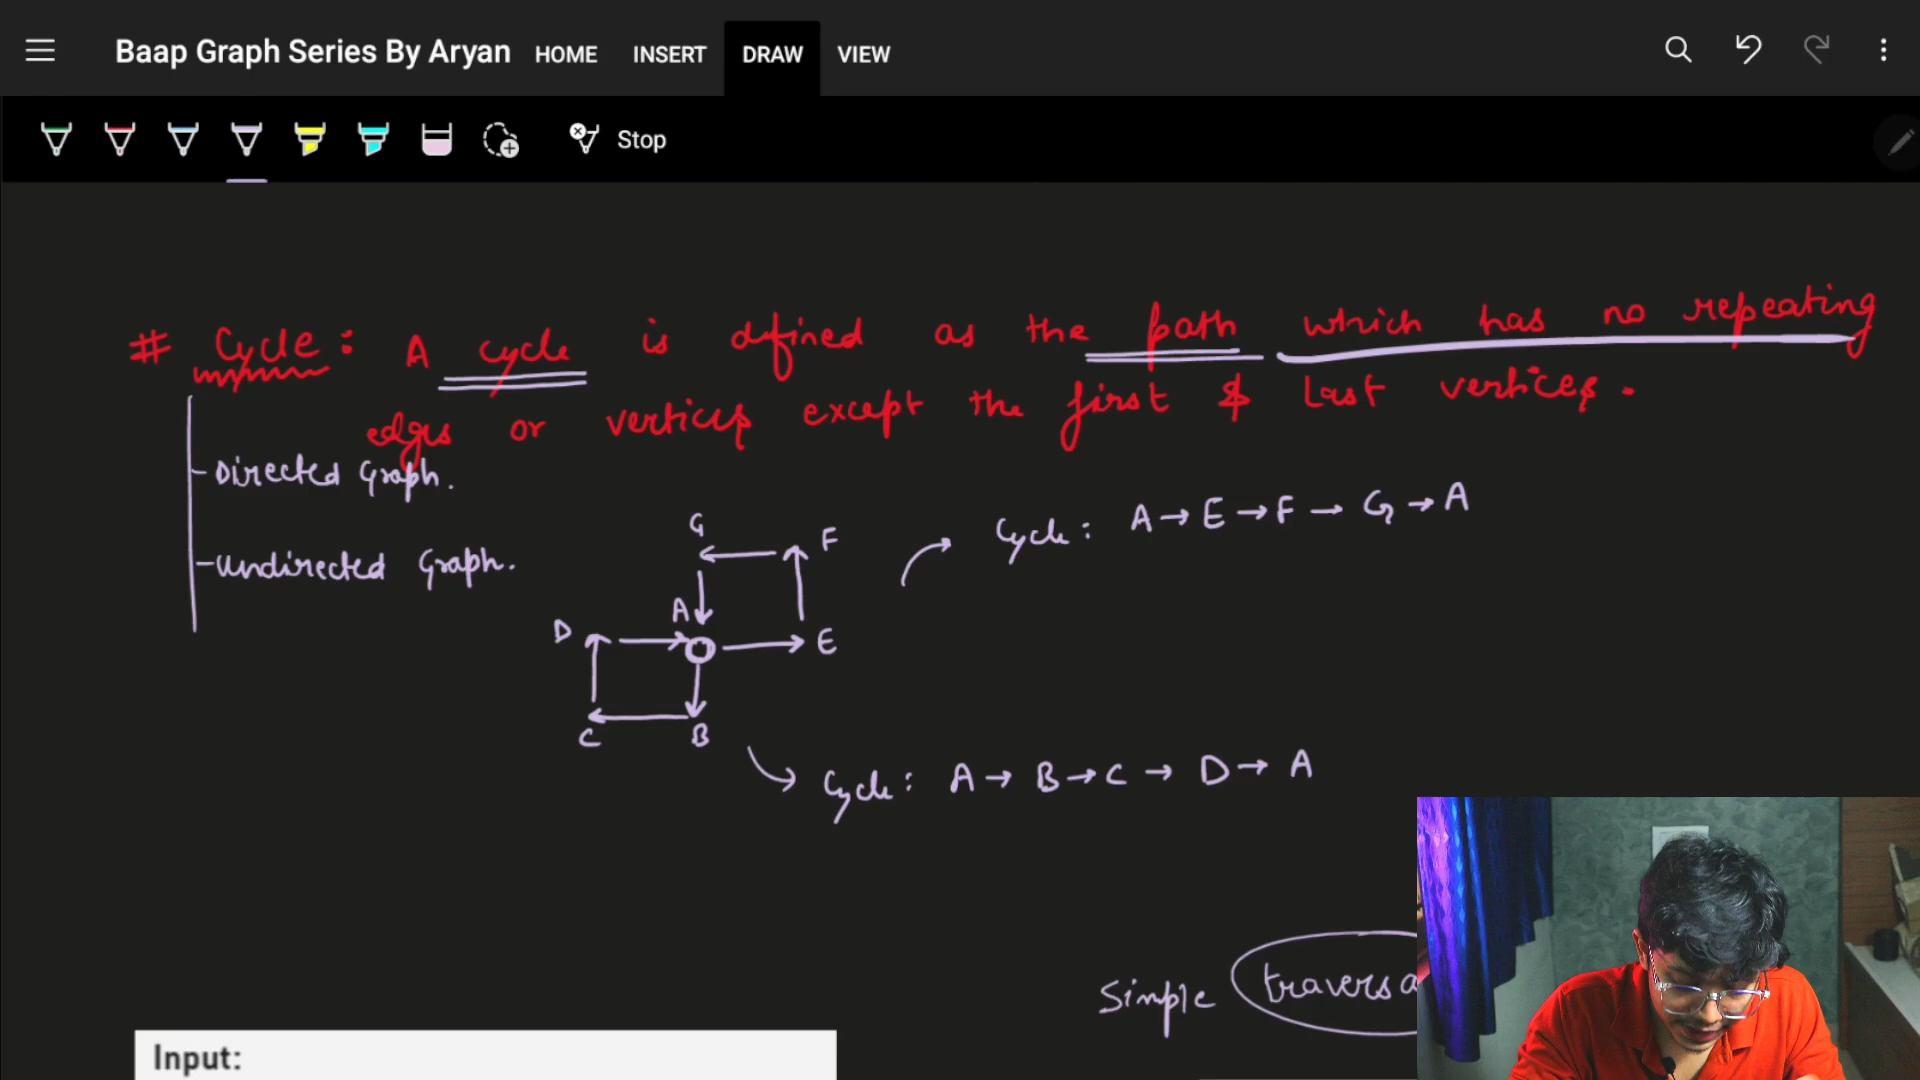 Baap Graph Series By Aryan HOME INSERT DRAW VIEW
Stop
# Cycle: A cycle is defined as the path which has no repeating
edges or vertices except the first & last vertices.
- Directed Graph.
- Undirected Graph.
G
F
A
D
E
C
B
Cycle: A → E → F → G → A
Cycle: A → B → C → D → A
Simple traversa
Input: